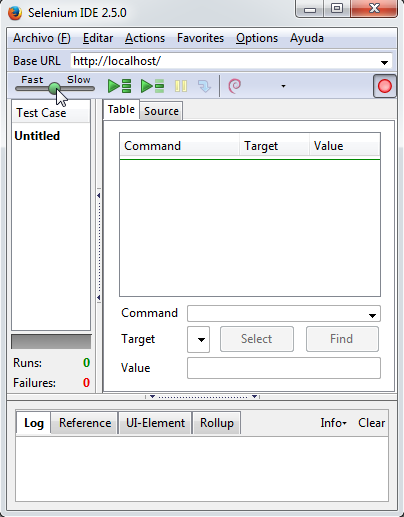 Selenium IDE 2.5.0
Archivo (F) Editar Actions Favorites Options Ayuda
Base URL http://localhost/
Fast Slow
Test Case
Table Source
Untitled
Command Target Value
Command
Target Select Find
Value
Runs: 0
Failures: 0
Log Reference UI-Element Rollup Info Clear